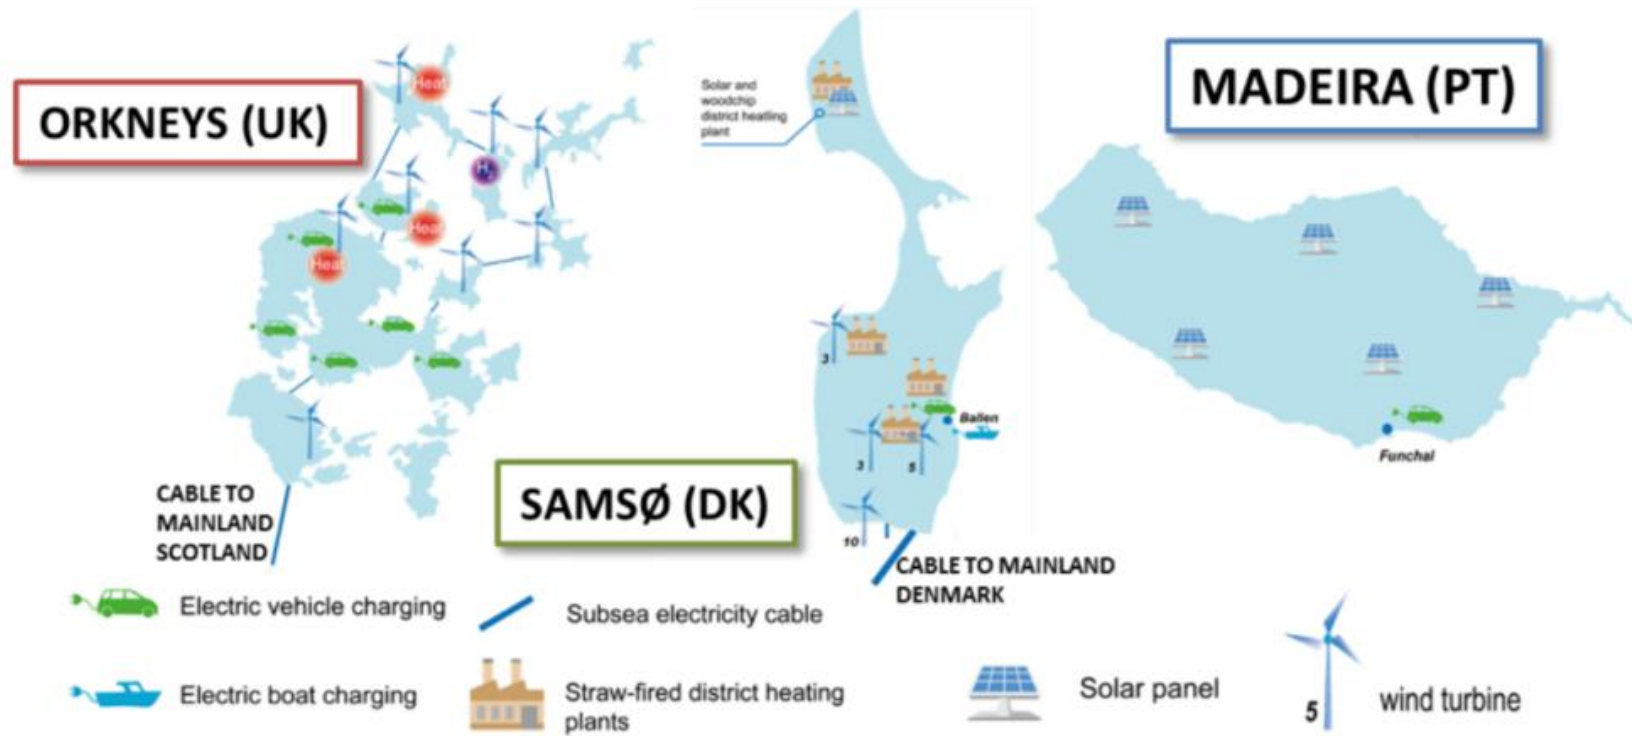 ORKNEYS (UK)
Heat
H2
Heat
Heat
CABLE TO
MAINLAND
SCOTLAND
Solar and
woodchip
district heatling
plant
3
Ballen
3
5
10
SAMSØ (DK)
CABLE TO MAINLAND
DENMARK
MADEIRA (PT)
Funchal
Electric vehicle charging
Subsea electricity cable
Electric boat charging
Straw-fired district heating
plants
Solar panel
5
wind turbine